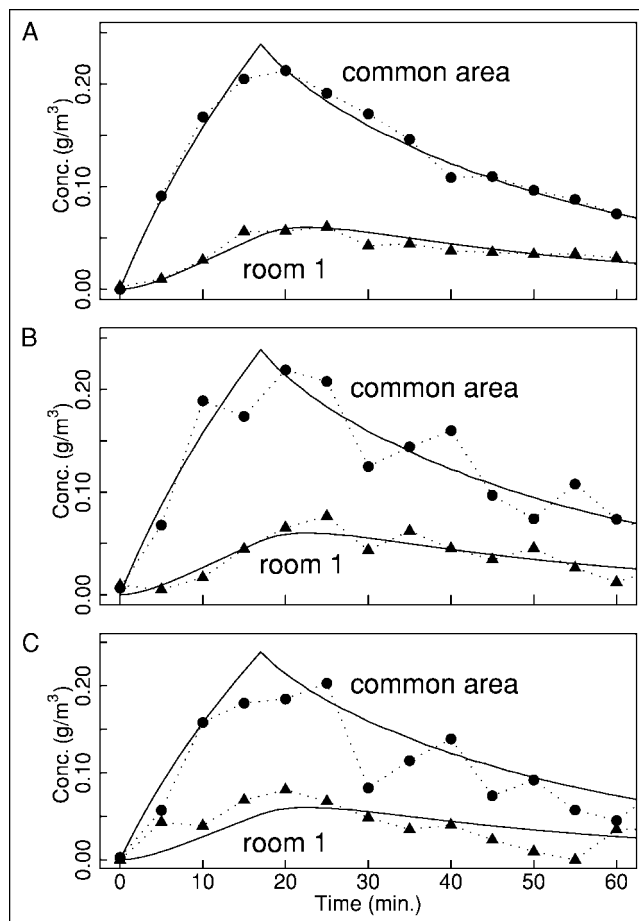 A
Conc. (g/m³)
0.00 0.10 0.20
common area
room 1
B
Conc. (g/m³)
0.00 0.10 0.20
common area
room 1
C
Conc. (g/m³)
0.00 0.10 0.20
common area
room 1
0 10 20 30 40 50 60
Time (min.)